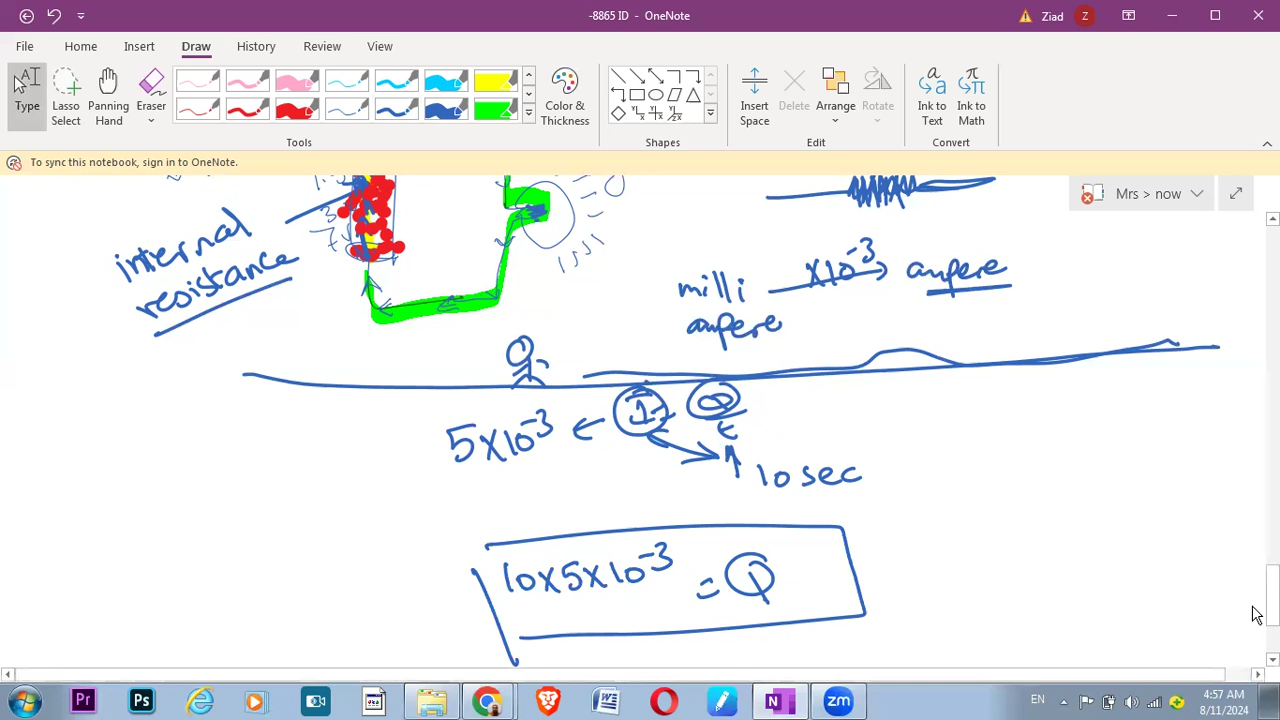 -8865 ID - OneNote
Ziad
Z
File
Home
Insert
Draw
History
Review
View
Type
Lasso Select
Panning Hand
Eraser
Color & Thickness
Insert Space
Delete
Arrange
Rotate
Ink to Text
Ink to Math
Tools
Shapes
Convert
To sync this notebook, sign in to OneNote.
Mrs > now
internal
resistance
milli
ampere
x10⁻³
ampere
5x10⁻³
I = Q
t
10 sec
10x5x10⁻³ = Q
Pr
Ps
W
N
zm
EN
4:57 AM
8/11/2024